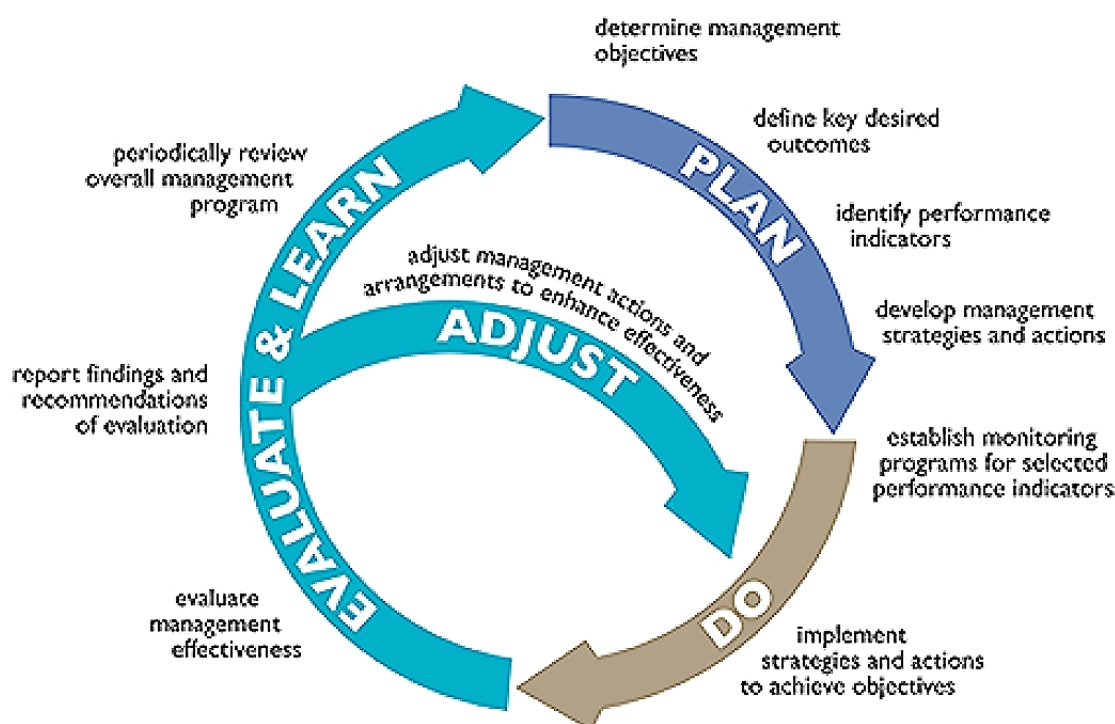 determine management
objectives
define key desired
outcomes
PLAN
identify performance
indicators
develop management
strategies and actions
establish monitoring
programs for selected
performance indicators
DO
implement
strategies and actions
to achieve objectives
evaluate
management
effectiveness
EVALUATE & LEARN
report findings and
recommendations
of evaluation
periodically review
overall management
program
adjust management actions and
arrangements to enhance effectiveness
ADJUST